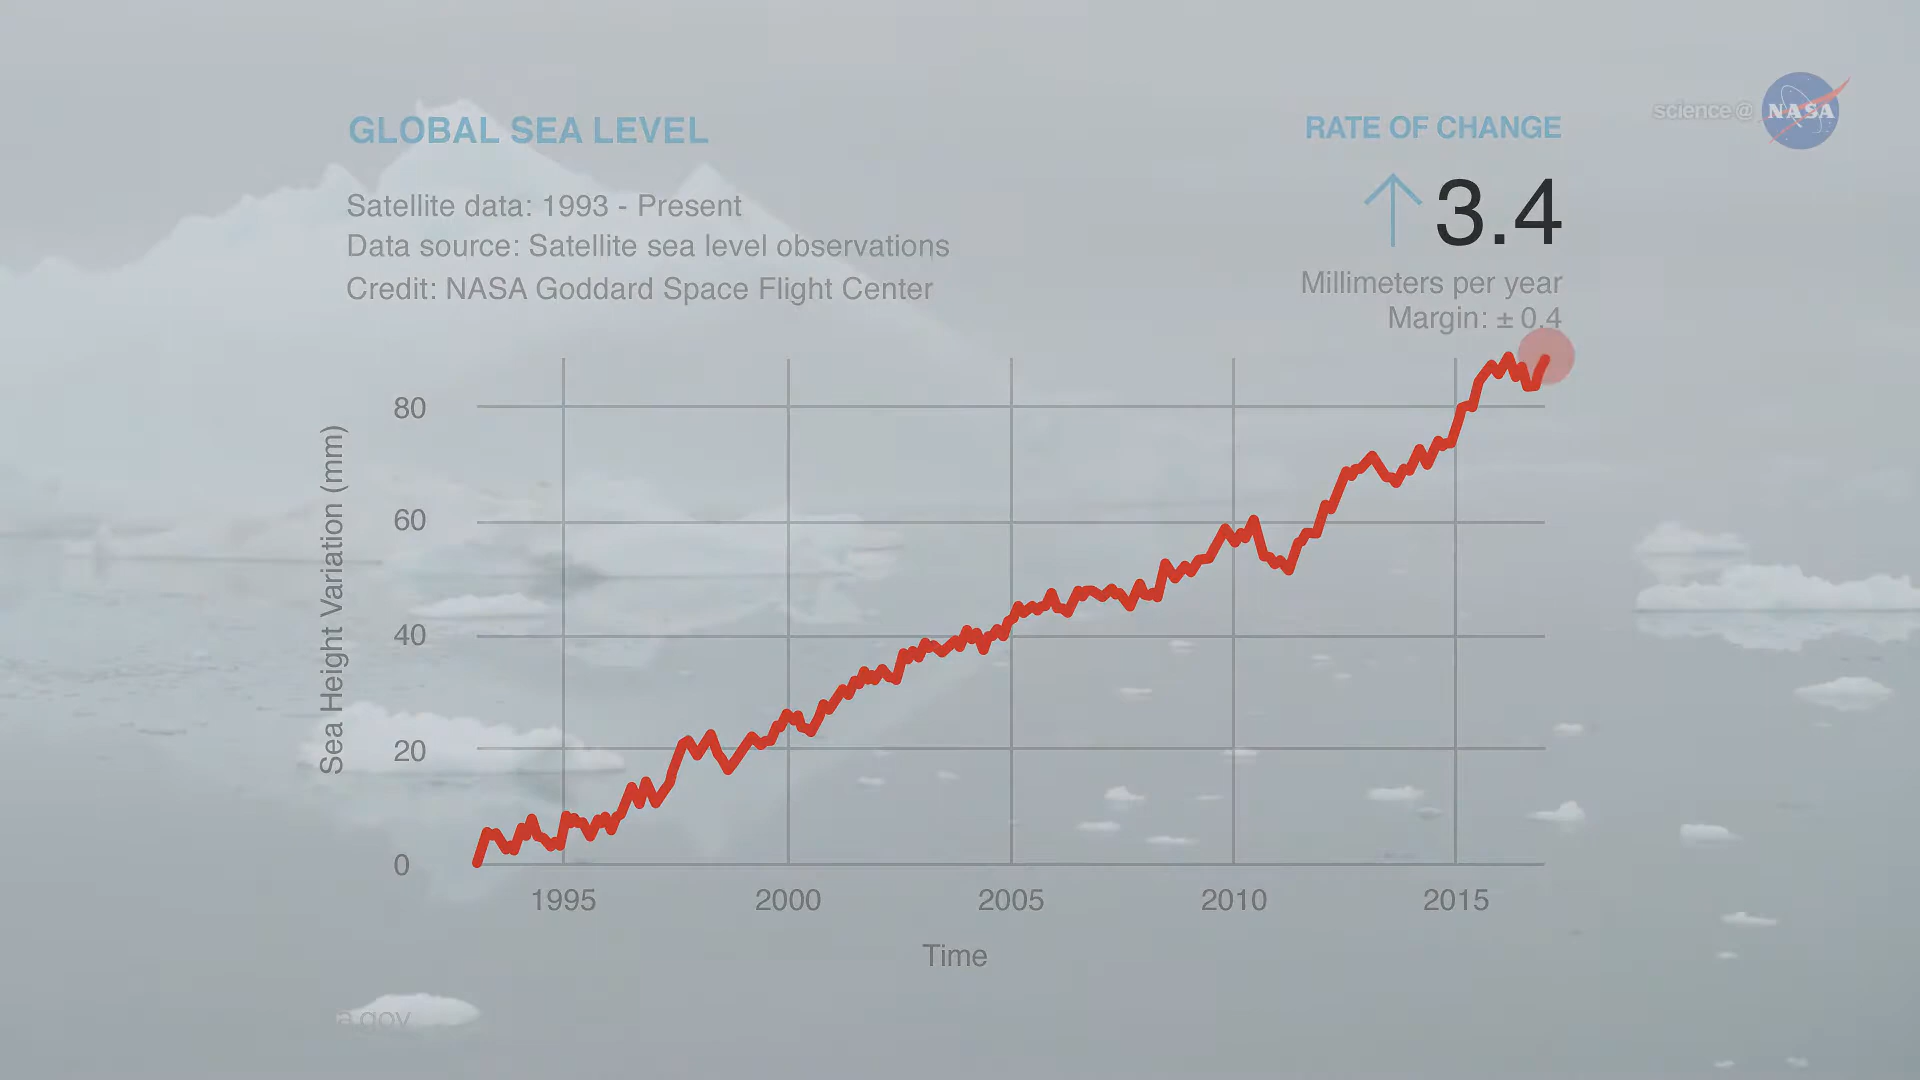 GLOBAL SEA LEVEL
Satellite data: 1993 - Present
Data source: Satellite sea level observations
Credit: NASA Goddard Space Flight Center
RATE OF CHANGE
3.4
Millimeters per year
Margin: ± 0.4
science@
NASA
Sea Height Variation (mm)
80
60
40
20
0
1995 2000 2005 2010 2015
Time
a.gov